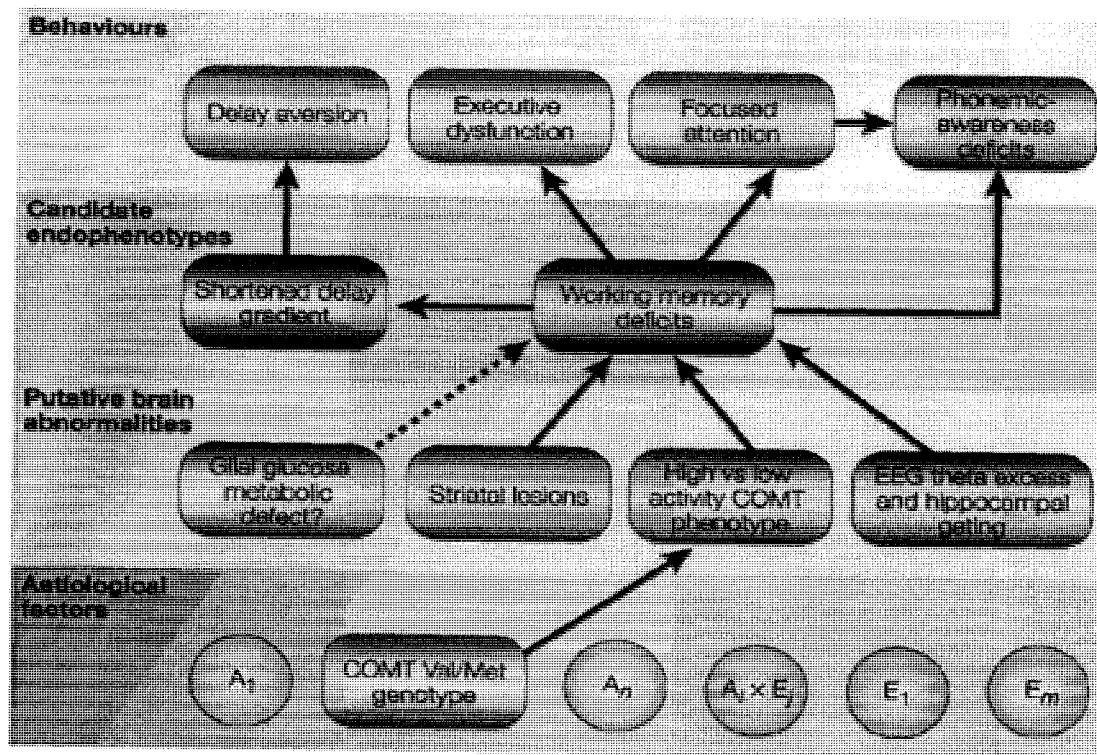 Behaviours
Delay aversion
Executive
dysfunction
Focused
attention
Phonemic-
awareness
deficits
Candidate
endophenotypes
Shortened delay
gradient
Working memory
deficits
Putative brain
abnormalities
Glial glucose
metabolic
defect?
Striatal lesions
High vs low
activity COMT
phenotype
EEG theta excess
and hippocampal
gating
Aetiological
factors
A₁
COMT Val/Met
genotype
Aₙ
Aᵢ × Eⱼ
E₁
Eₘ